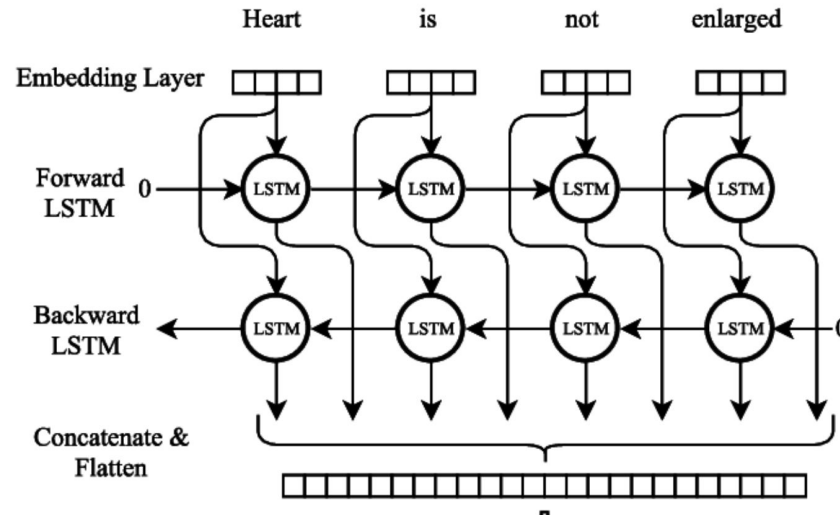 Heart is not enlarged
Embedding Layer
Forward
LSTM
0
LSTM LSTM LSTM LSTM
Backward
LSTM
LSTM LSTM LSTM LSTM
Concatenate &
Flatten